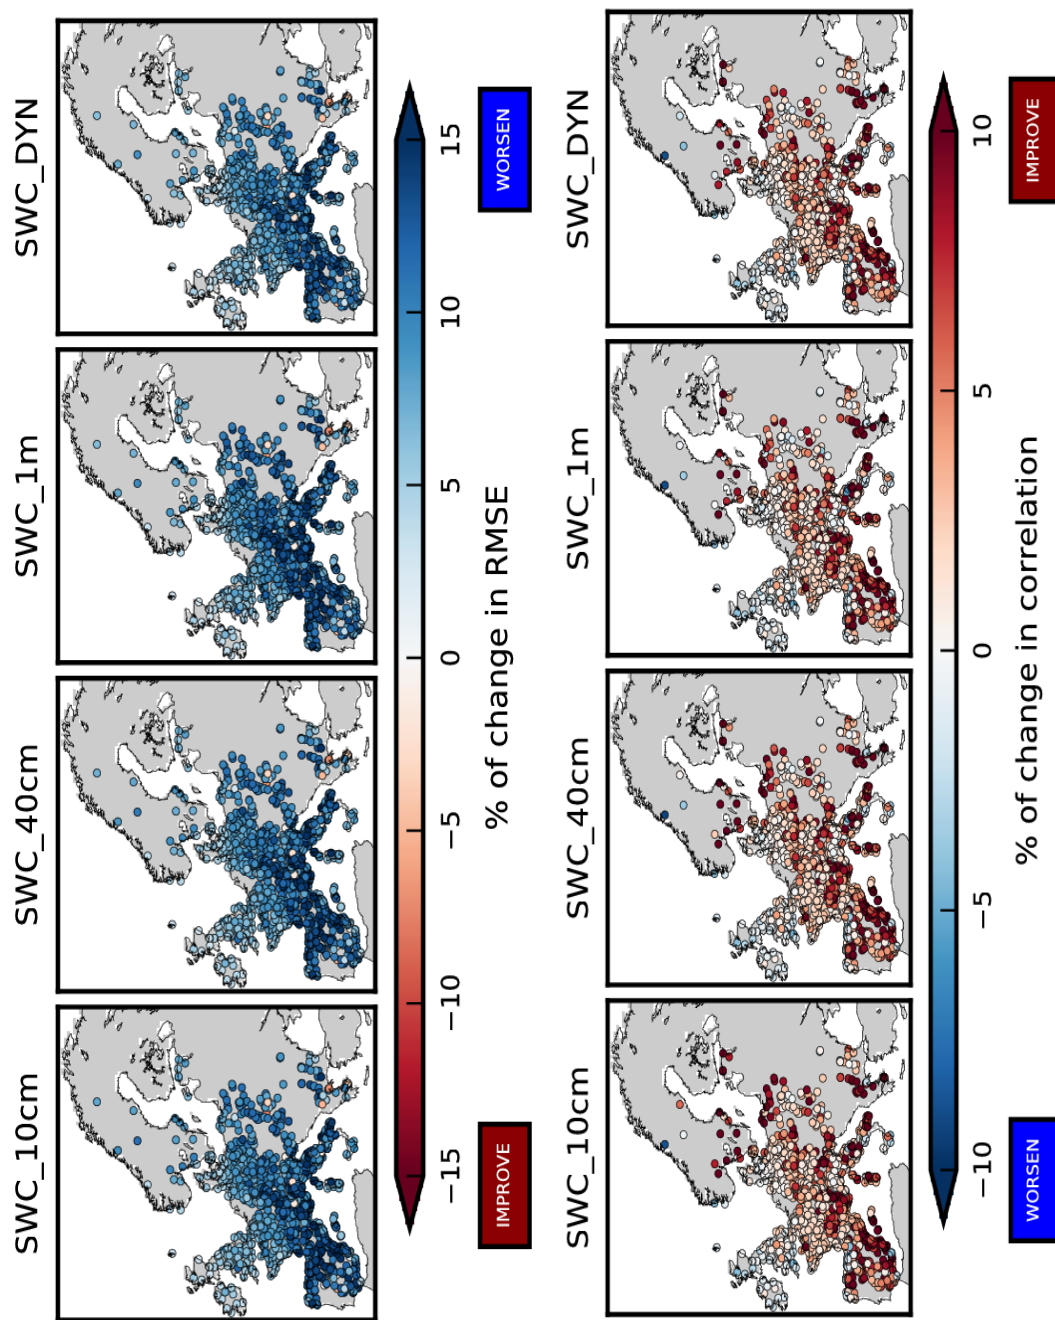 SWC_10cm
SWC_40cm
SWC_1m
SWC_DYN
−15
−10
−5
0
5
10
15
IMPROVE
% of change in RMSE
WORSEN
SWC_10cm
SWC_40cm
SWC_1m
SWC_DYN
−10
−5
0
5
10
WORSEN
% of change in correlation
IMPROVE